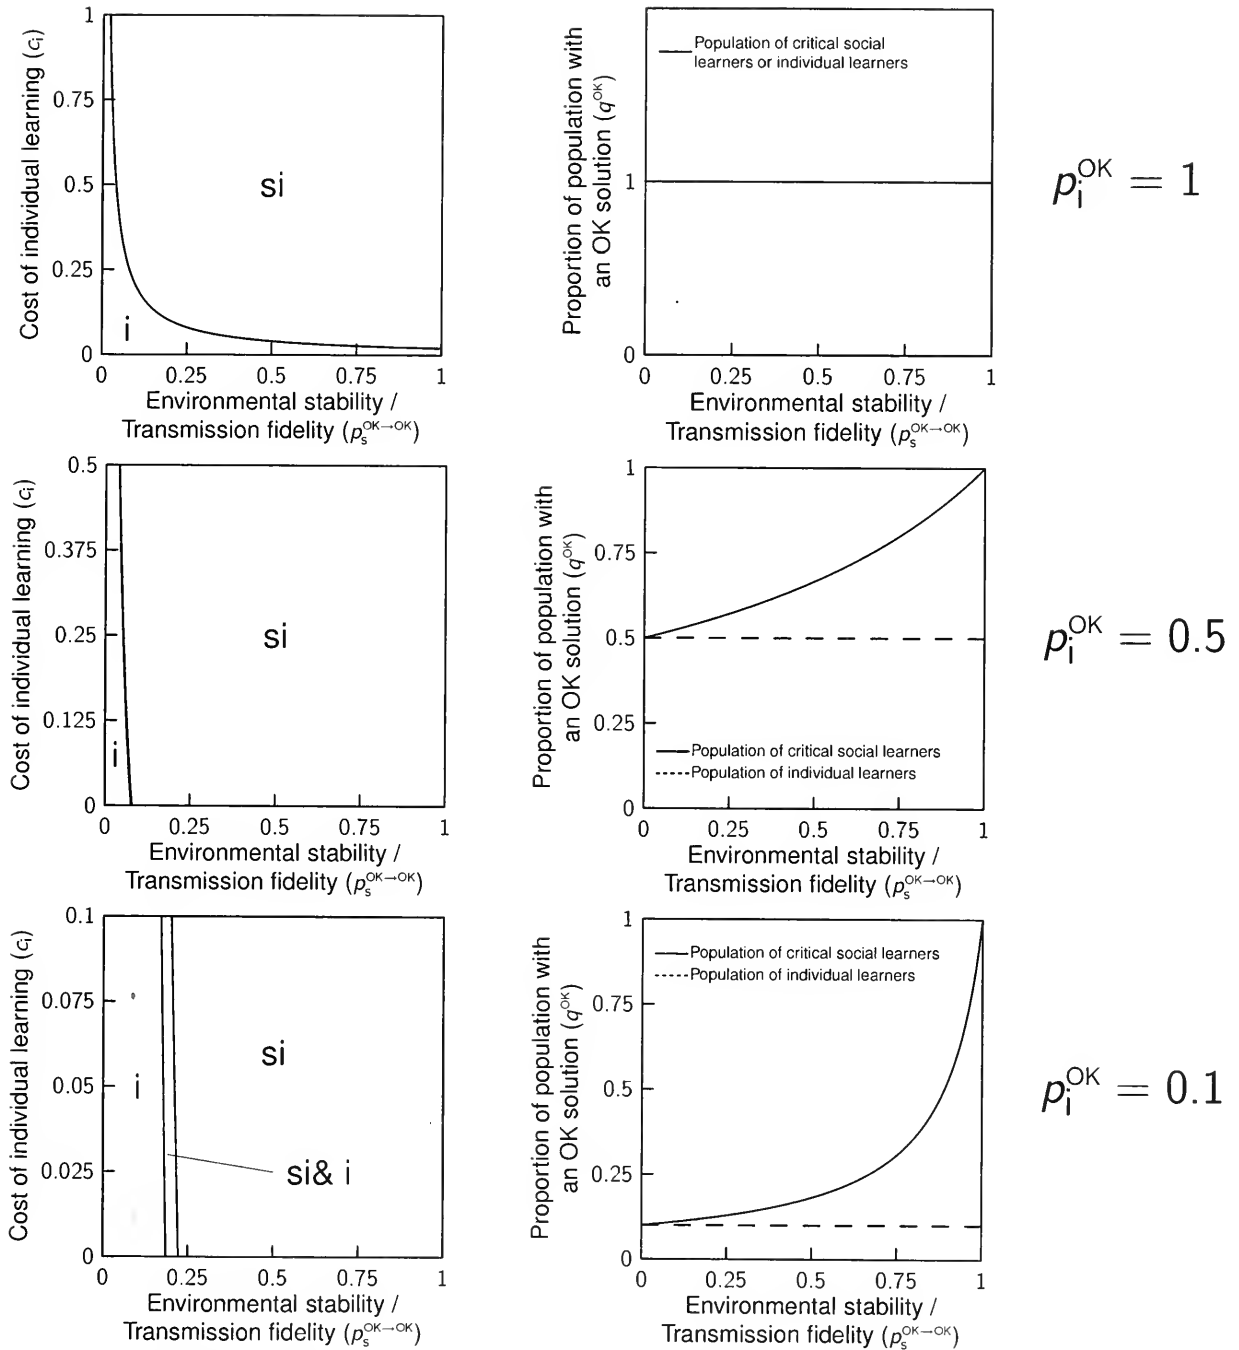 Cost of individual learning (ci)
1
0.75
0.5
0.25
0
si
i
0 0.25 0.5 0.75 1
Environmental stability /
Transmission fidelity (psOK→OK)
Proportion of population with
an OK solution (qOK)
Population of critical social
learners or individual learners
1
0
0 0.25 0.5 0.75 1
Environmental stability /
Transmission fidelity (psOK→OK)
piOK = 1
Cost of individual learning (ci)
0.5
0.375
0.25
0.125
0
si
i
0 0.25 0.5 0.75 1
Environmental stability /
Transmission fidelity (psOK→OK)
Proportion of population with
an OK solution (qOK)
1
0.75
0.5
0.25
0
Population of critical social learners
Population of individual learners
0 0.25 0.5 0.75 1
Environmental stability /
Transmission fidelity (psOK→OK)
piOK = 0.5
Cost of individual learning (ci)
0.1
0.075
0.05
0.025
0
si
i
si& i
0 0.25 0.5 0.75 1
Environmental stability /
Transmission fidelity (psOK→OK)
Proportion of population with
an OK solution (qOK)
1
0.75
0.5
0.25
0
Population of critical social learners
Population of individual learners
0 0.25 0.5 0.75 1
Environmental stability /
Transmission fidelity (psOK→OK)
piOK = 0.1